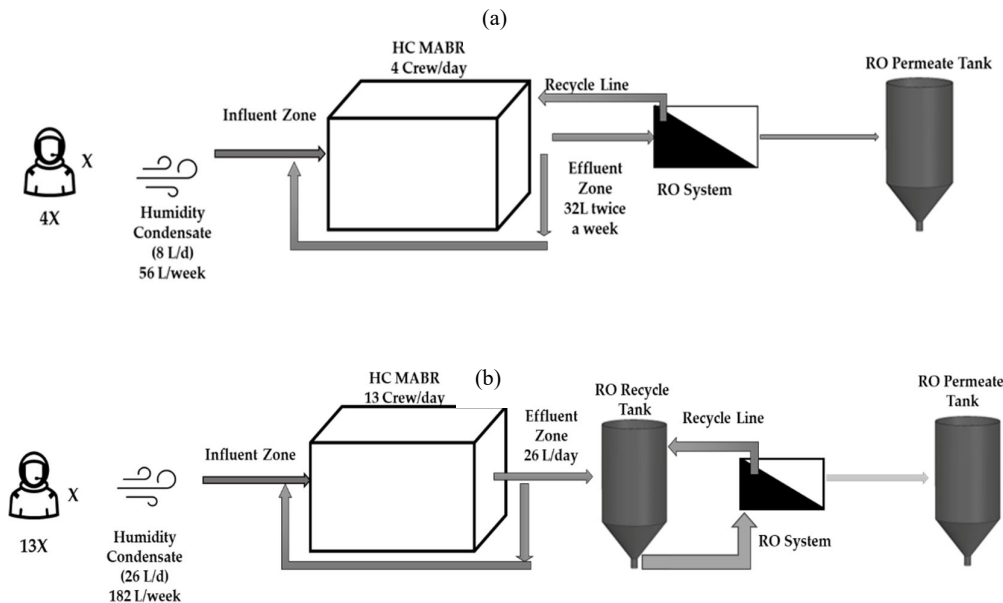 (a)
HC MABR
4 Crew/day
Recycle Line
RO Permeate Tank
Influent Zone
X
4X
Humidity
Condensate
(8 L/d)
56 L/week
Effluent
Zone
32L twice
a week
RO System
(b)
HC MABR
13 Crew/day
Effluent
Zone
26 L/day
RO Recycle
Tank
Recycle Line
RO Permeate
Tank
Influent Zone
X
13X
Humidity
Condensate
(26 L/d)
182 L/week
RO System